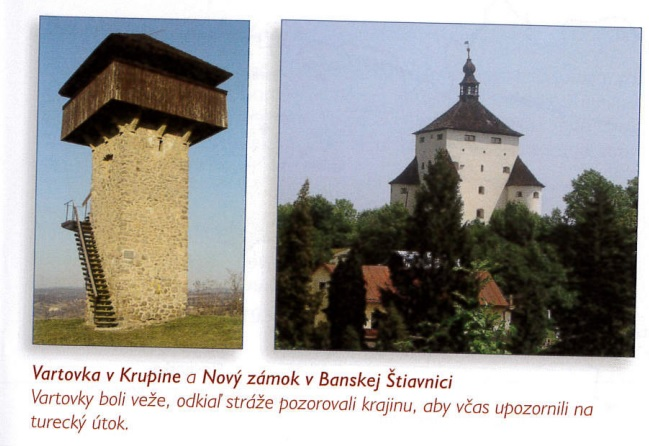 Vartovka v Krupine a Nový zámok v Banskej Štiavnici
Vartovky boli veže, odkiaľ stráže pozorovali krajinu, aby včas upozornili na
turecký útok.